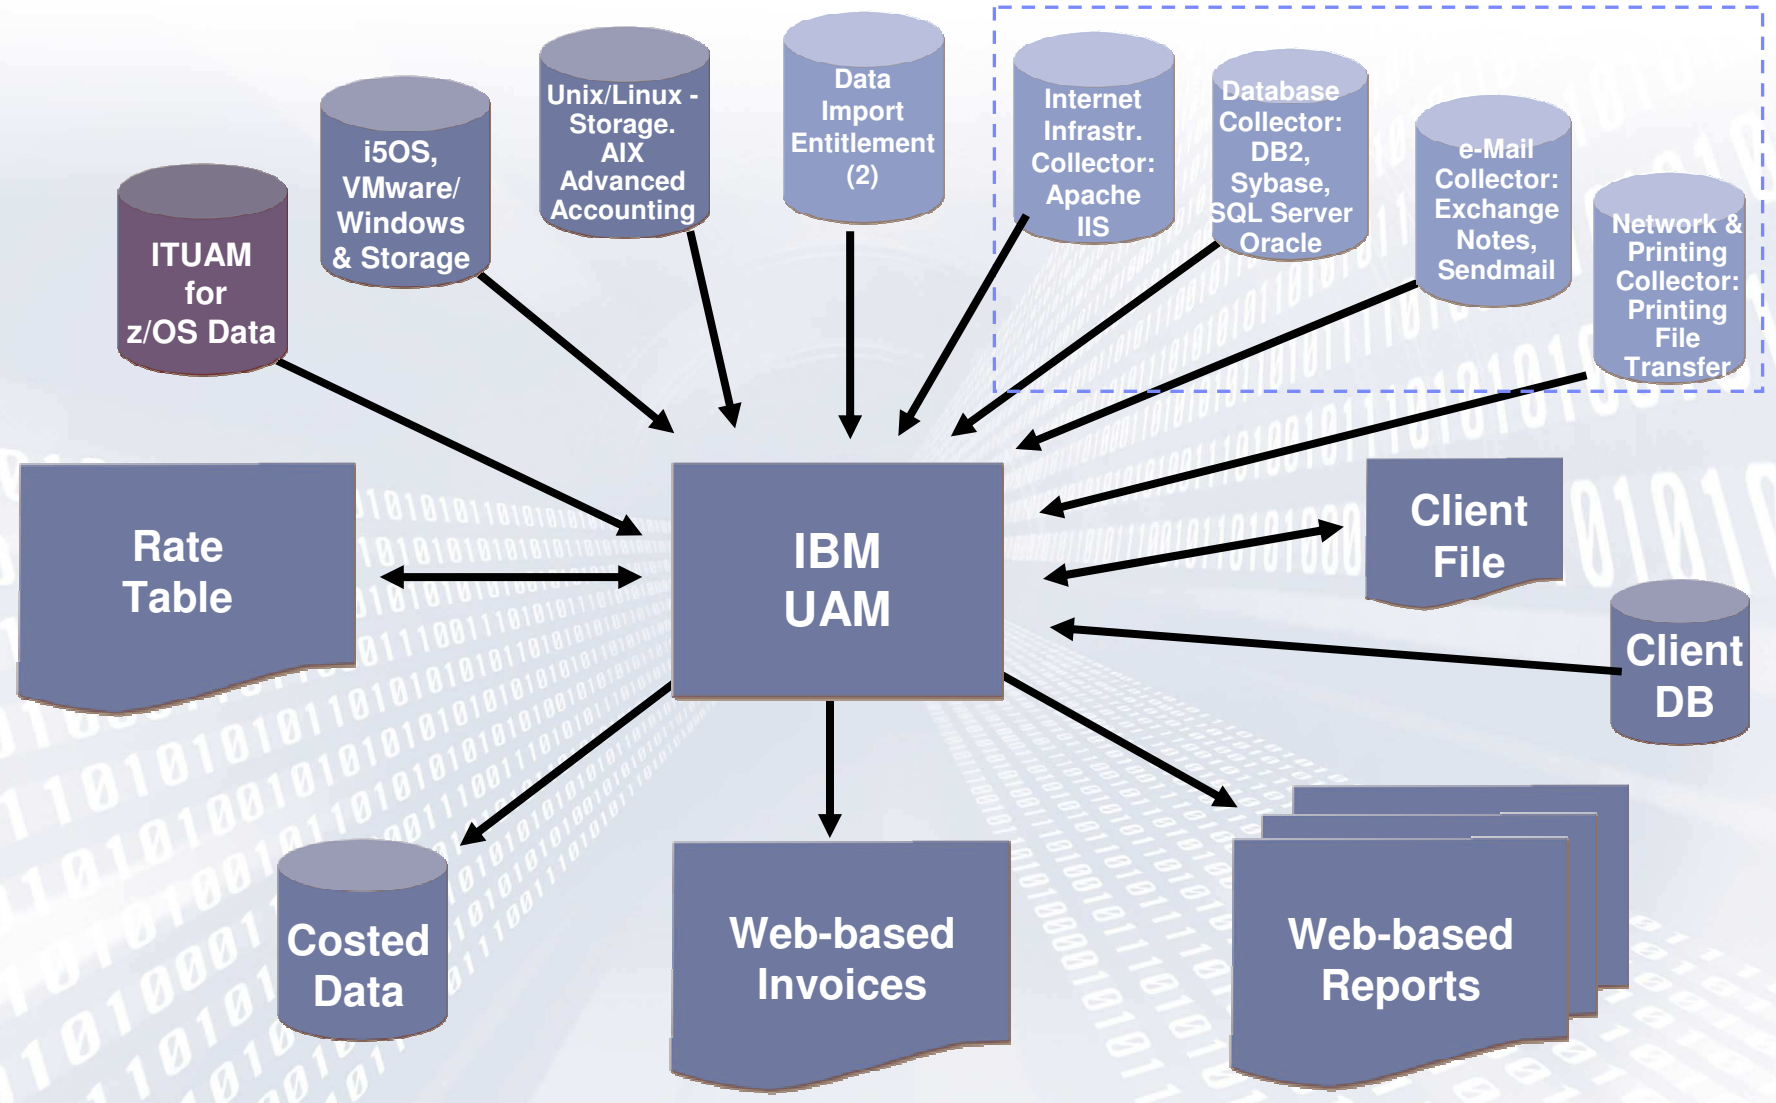 ITUAM
for
z/OS Data
i5OS,
VMware/
Windows
& Storage
Unix/Linux -
Storage.
AIX
Advanced
Accounting
Data
Import
Entitlement
(2)
Internet
Infrastr.
Collector:
Apache
IIS
Database
Collector:
DB2,
Sybase,
SQL Server
Oracle
e-Mail
Collector:
Exchange
Notes,
Sendmail
Network &
Printing
Collector:
Printing
File
Transfer
Rate
Table
IBM
UAM
Client
File
Client
DB
Costed
Data
Web-based
Invoices
Web-based
Reports